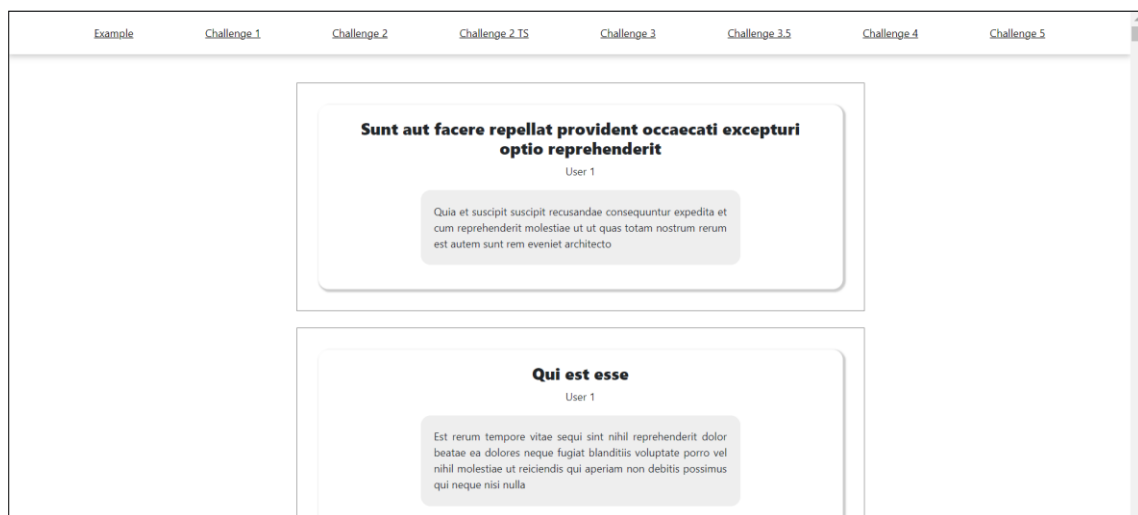 Example Challenge 1 Challenge 2 Challenge 2 TS Challenge 3 Challenge 3.5 Challenge 4 Challenge 5
Sunt aut facere repellat provident occaecati excepturi
optio reprehenderit
User 1
Quia et suscipit suscipit recusandae consequuntur expedita et
cum reprehenderit molestiae ut ut quas totam nostrum rerum
est autem sunt rem eveniet architecto
Qui est esse
User 1
Est rerum tempore vitae sequi sint nihil reprehenderit dolor
beatae ea dolores neque fugiat blanditiis voluptate porro vel
nihil molestiae ut reiciendis qui aperiam non debitis possimus
qui neque nisi nulla